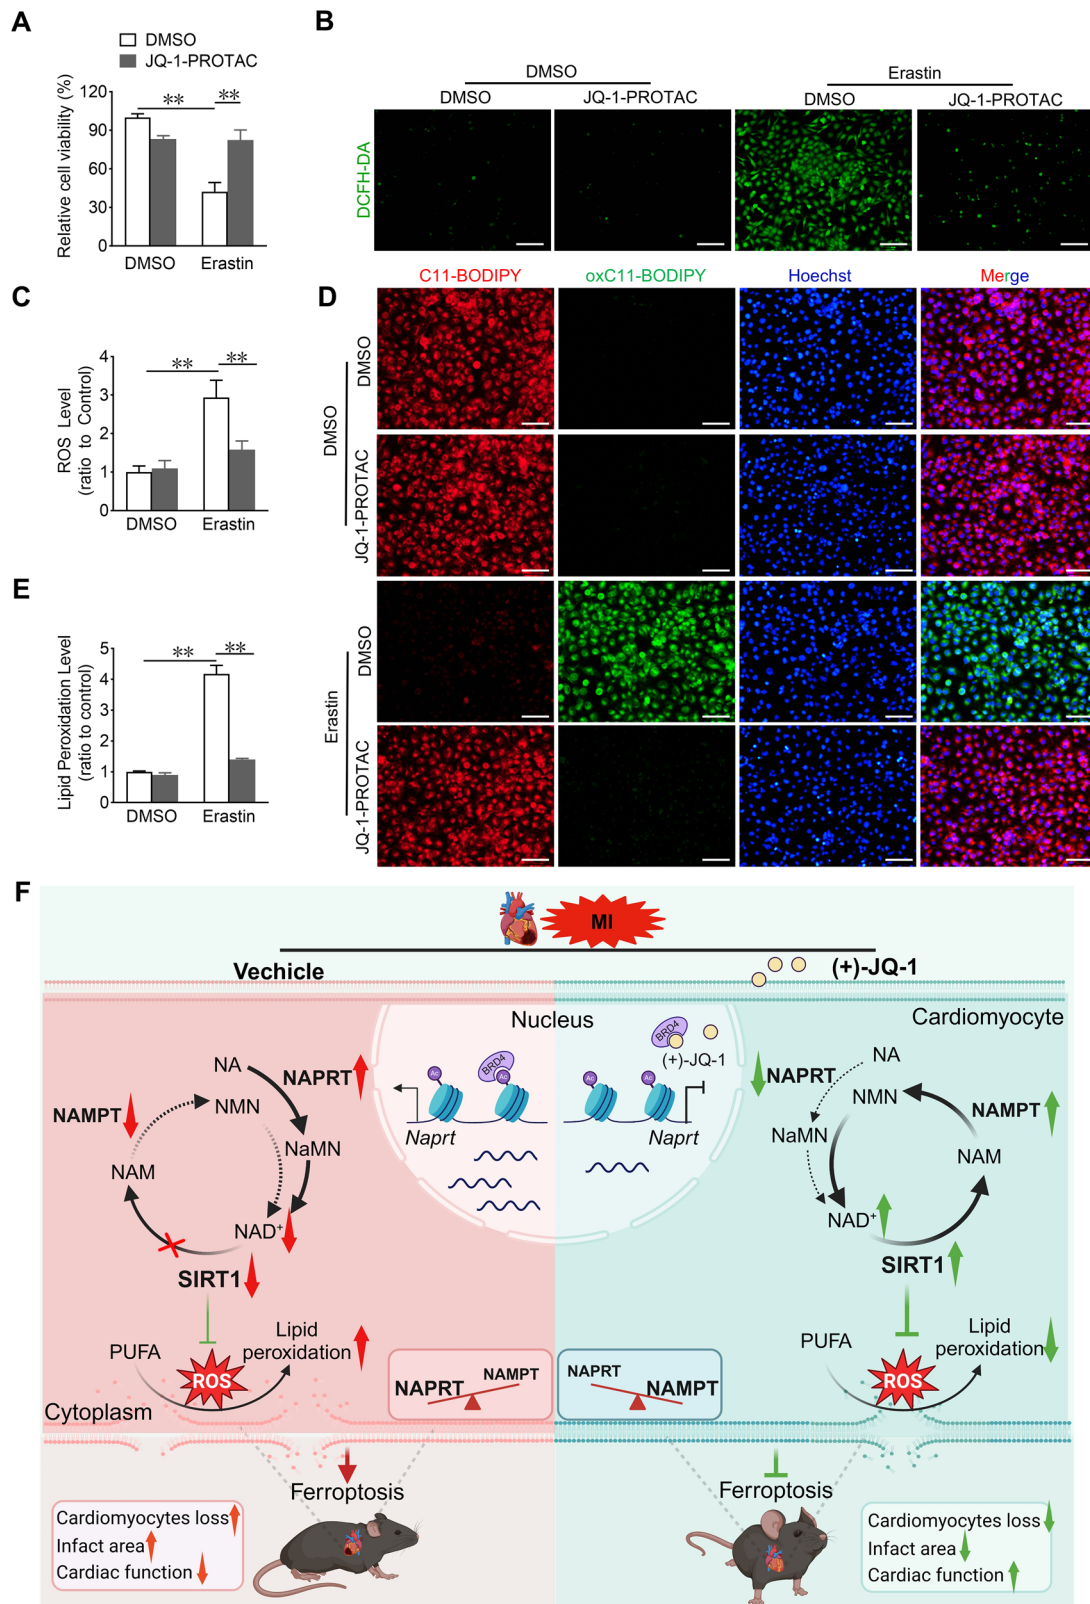 A
DMSO
JQ-1-PROTAC
Relative cell viability (%)
120
90
60
30
0
**
**
DMSO
Erastin
B
DMSO
Erastin
DMSO
JQ-1-PROTAC
DMSO
JQ-1-PROTAC
DCFH-DA
C
ROS Level
(ratio to Control)
4
3
2
1
0
**
**
DMSO
Erastin
D
C11-BODIPY
oxC11-BODIPY
Hoechst
Merge
DMSO
DMSO
JQ-1-PROTAC
Erastin
DMSO
JQ-1-PROTAC
E
Lipid Peroxidation Level
(ratio to control)
5
4
3
2
1
0
**
**
DMSO
Erastin
F
MI
Vechicle
(+)-JQ-1
Nucleus
Cardiomyocyte
NA
NAPRT
NMN
NAMPT
NaMN
NAM
NAD+
SIRT1
PUFA
Lipid
peroxidation
ROS
Cytoplasm
BRD4
Ac
Ac
Naprt
BRD4
(+)-JQ-1
Ac
Ac
Naprt
NAPRT
NA
NMN
NAMPT
NaMN
NAM
NAD+
SIRT1
PUFA
Lipid
peroxidation
ROS
NAPRT
NAMPT
NAPRT
NAMPT
Ferroptosis
Ferroptosis
Cardiomyocytes loss
Infact area
Cardiac function
Cardiomyocytes loss
Infact area
Cardiac function